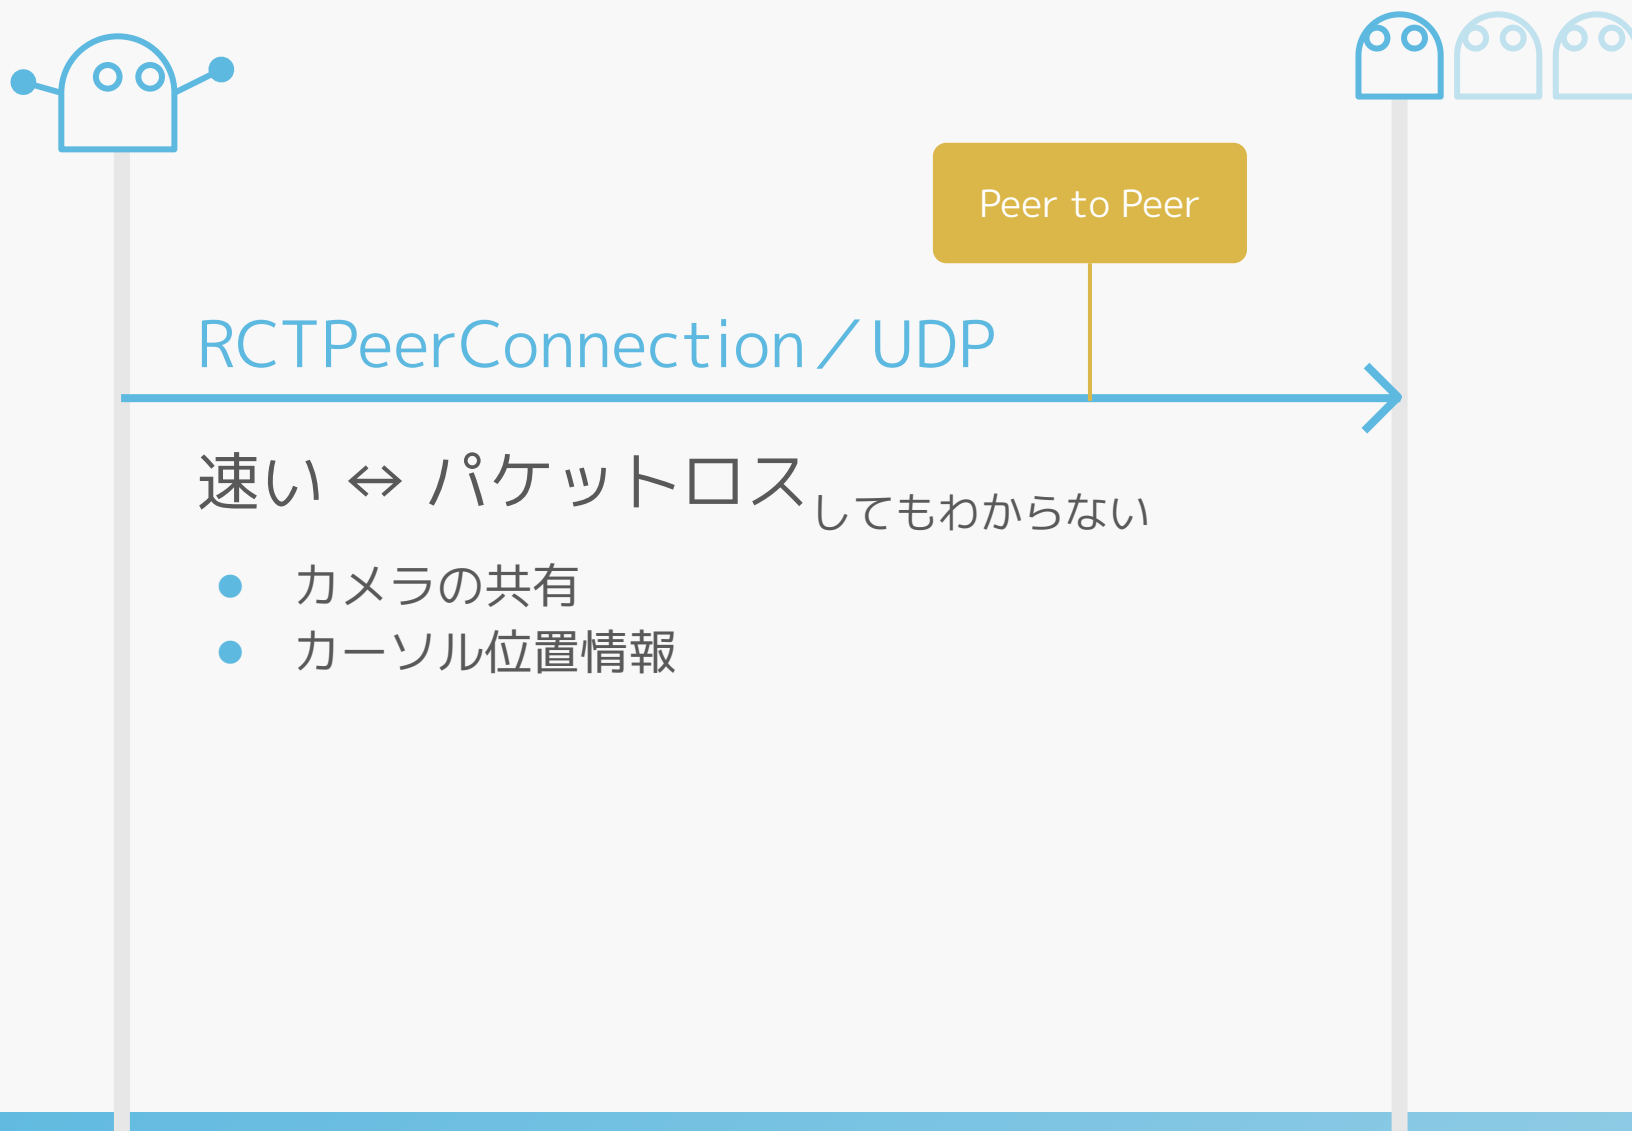 Peer to Peer
RCTPeerConnection／UDP
速い ↔ パケットロスしてもわからない
● カメラの共有
● カーソル位置情報